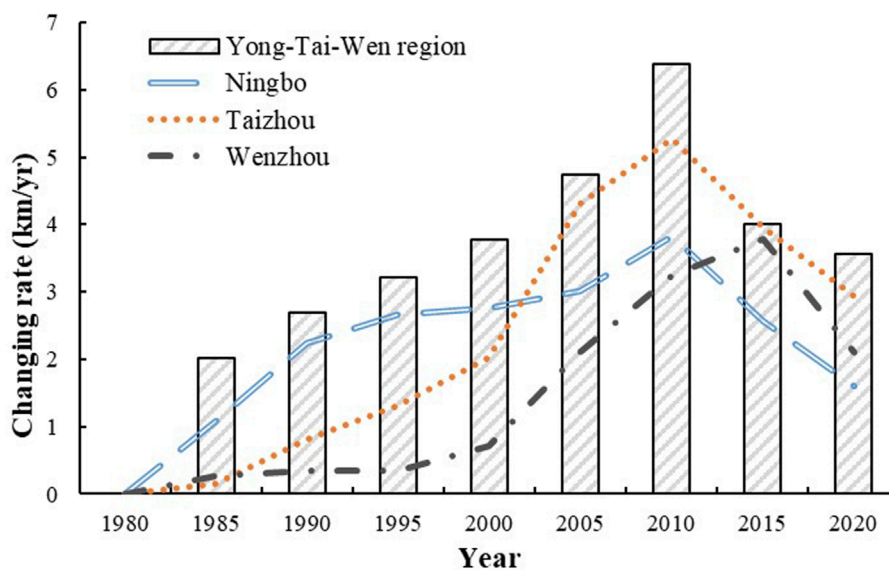 7
6
5
4
3
2
1
0
Changing rate (km/yr)
Yong-Tai-Wen region
Ningbo
Taizhou
Wenzhou
1980 1985 1990 1995 2000 2005 2010 2015 2020
Year